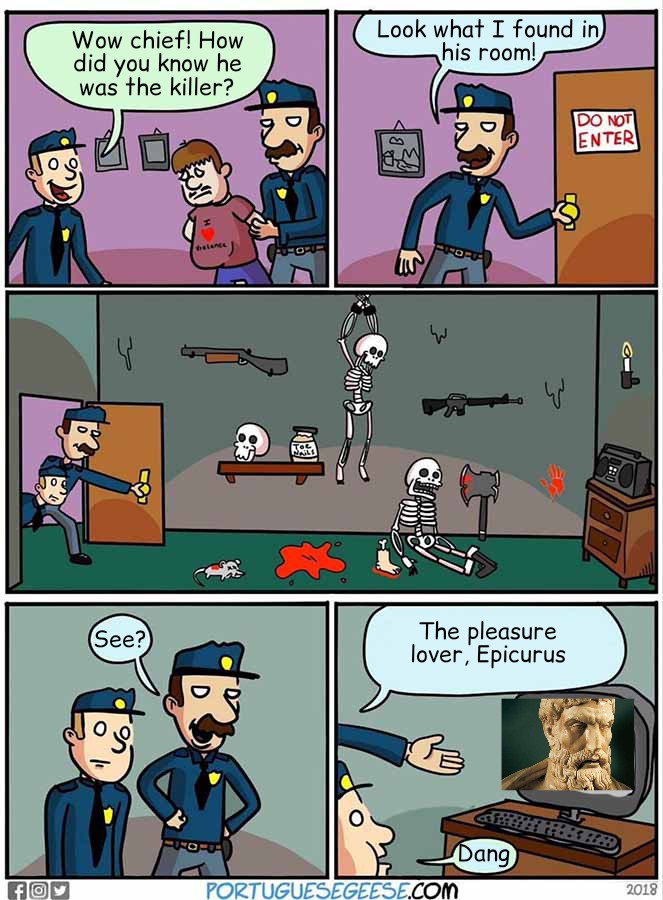 Wow chief! How
did you know he
was the killer?
I
Violence
Look what I found in
his room!
DO NOT
ENTER
TOE
NAILS
See?
The pleasure
lover, Epicurus
Dang
PORTUGUESEGEESE.COM
2018